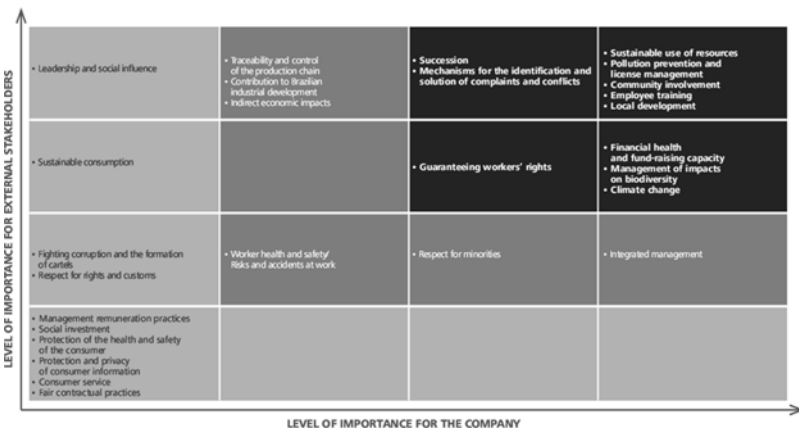 LEVEL OF IMPORTANCE FOR EXTERNAL STAKEHOLDERS
• Leadership and social influence
• Traceability and control
of the production chain
• Contribution to Brazilian
industrial development
• Indirect economic impacts
• Succession
• Mechanisms for the identification and
solution of complaints and conflicts
• Sustainable use of resources
• Pollution prevention and
license management
• Community involvement
• Employee training
• Local development
• Sustainable consumption
• Guaranteeing workers' rights
• Financial health
and fund-raising capacity
• Management of impacts
on biodiversity
• Climate change
• Fighting corruption and the formation
of cartels
• Respect for rights and customs
• Worker health and safety/
Risks and accidents at work
• Respect for minorities
• Integrated management
• Management remuneration practices
• Social investment
• Protection of the health and safety
of the consumer
• Protection and privacy
of consumer information
• Consumer service
• Fair contractual practices
LEVEL OF IMPORTANCE FOR THE COMPANY